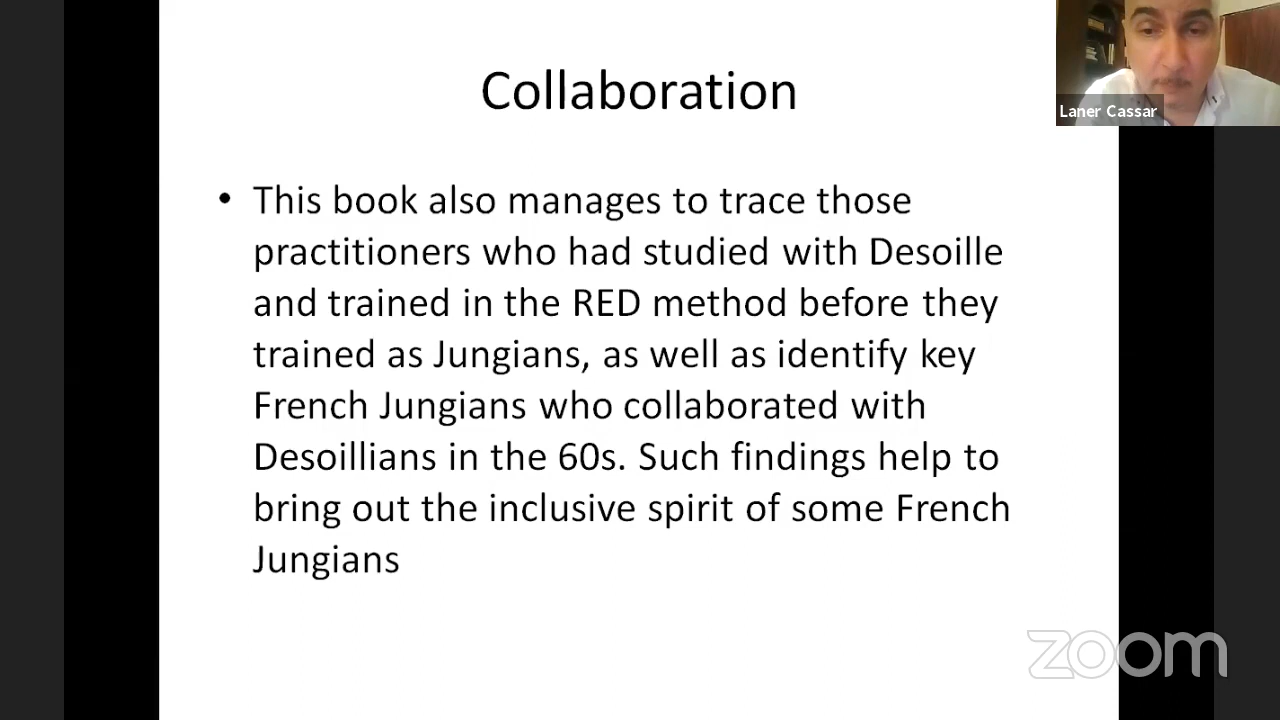 Collaboration
Laner Cassar
• This book also manages to trace those
practitioners who had studied with Desoille
and trained in the RED method before they
trained as Jungians, as well as identify key
French Jungians who collaborated with
Desoillians in the 60s. Such findings help to
bring out the inclusive spirit of some French
Jungians
zoom